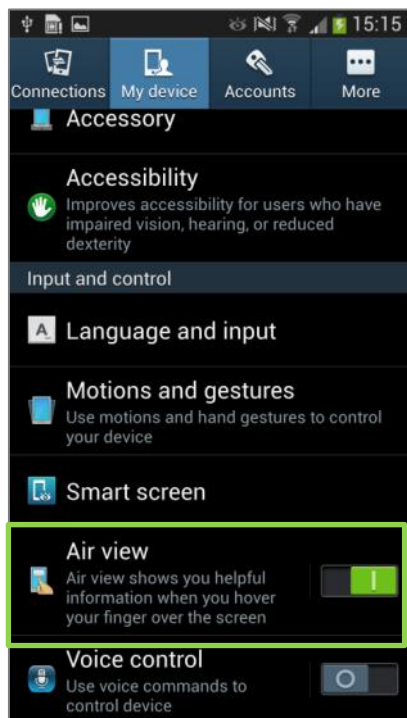 15:15
Connections My device Accounts More
Accessory
Accessibility
Improves accessibility for users who have
impaired vision, hearing, or reduced
dexterity
Input and control
A
Language and input
Motions and gestures
Use motions and hand gestures to control
your device
Smart screen
Air view
Air view shows you helpful
information when you hover
your finger over the screen
Voice control
Use voice commands to
control device